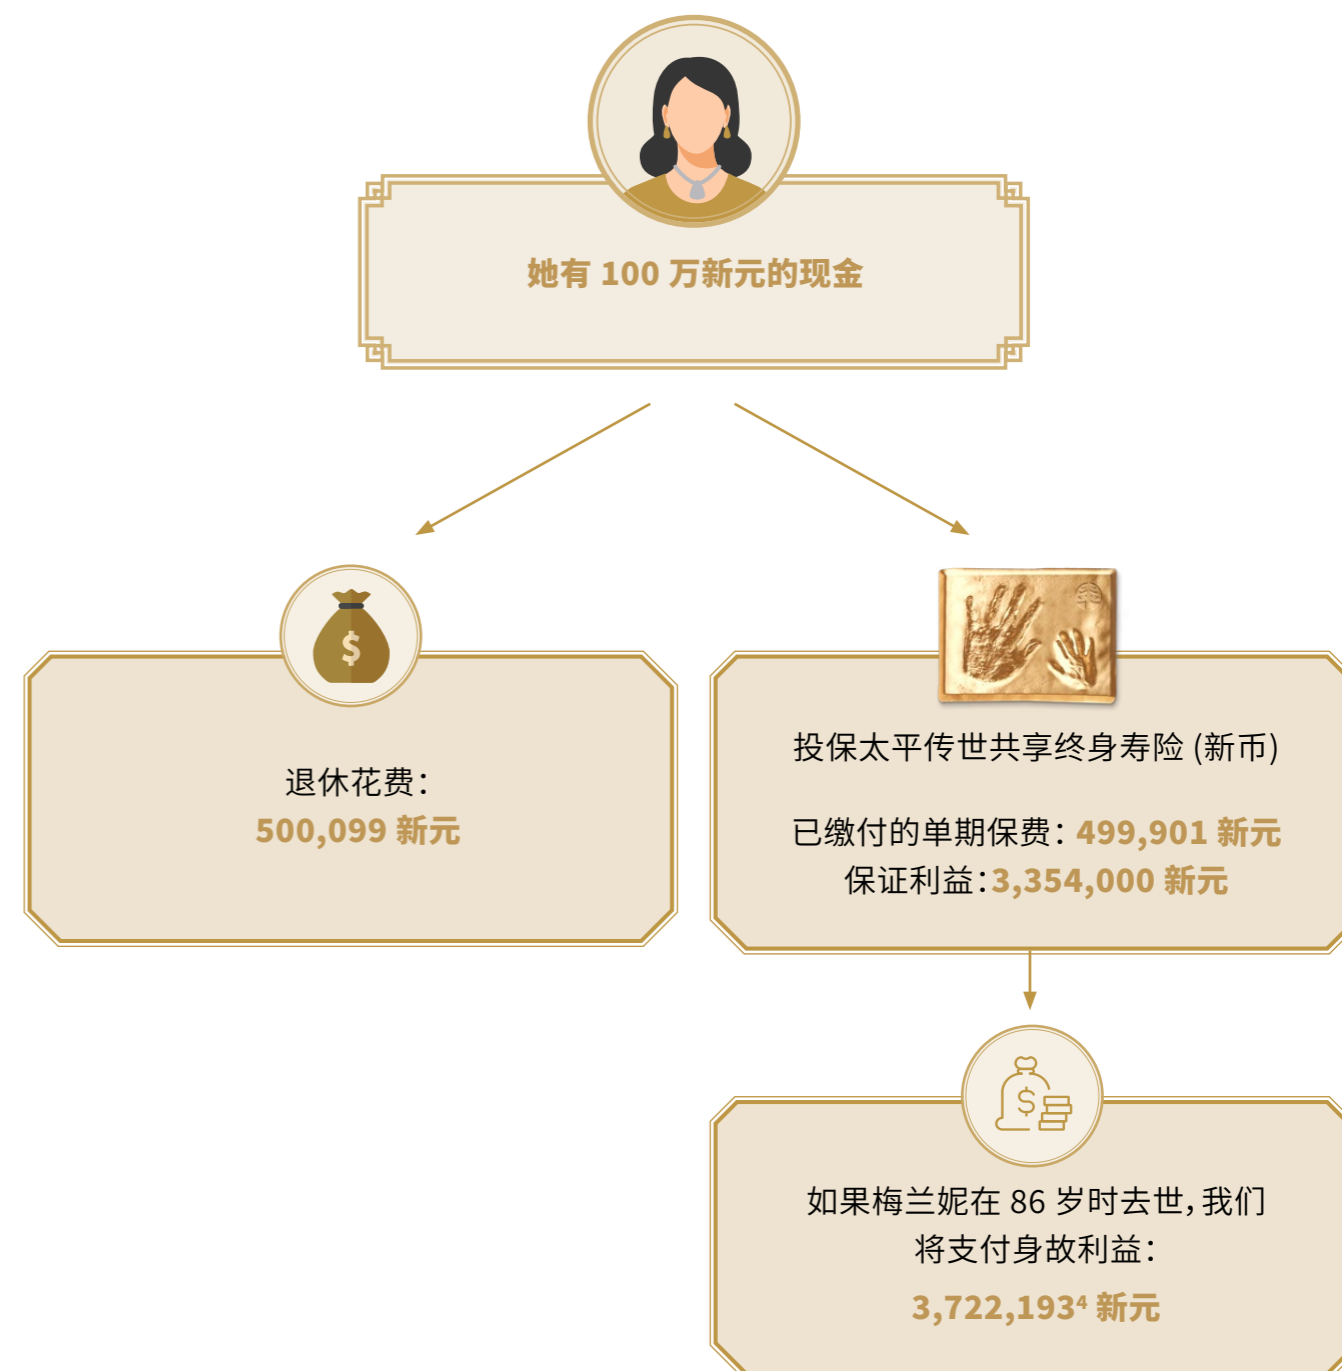 她有 100 万新元的现金
退休花费：
500,099 新元
投保太平传世共享终身寿险 (新币)
已缴付的单期保费：499,901 新元
保证利益：3,354,000 新元
如果梅兰妮在 86 岁时去世，我们
将支付身故利益：
3,722,193⁴ 新元